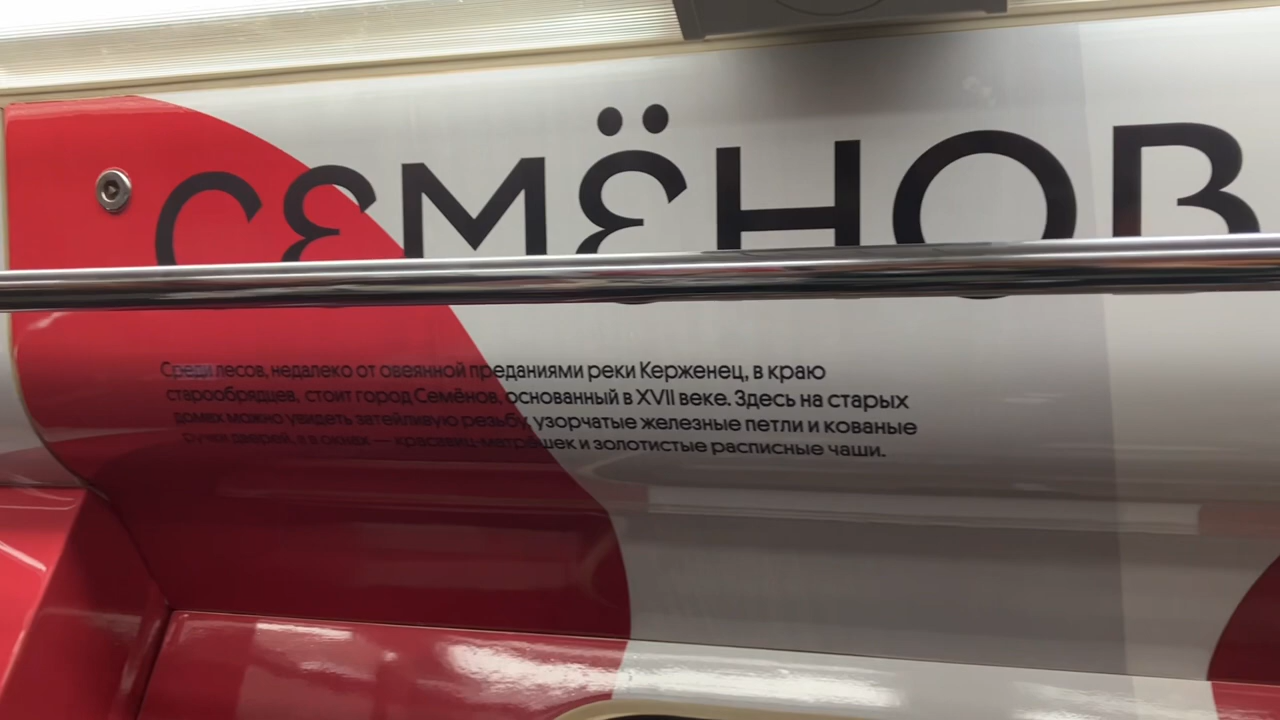 СЕМЁНОВ
Среди лесов, недалеко от овеянной преданиями реки Керженец, в краю
старообрядцев, стоит город Семёнов, основанный в XVII веке. Здесь на старых
домах можно увидеть затейливую резьбу, узорчатые железные петли и кованые
ручки дверей, а в окнах — красавиц-матрёшек и золотистые расписные чаши.